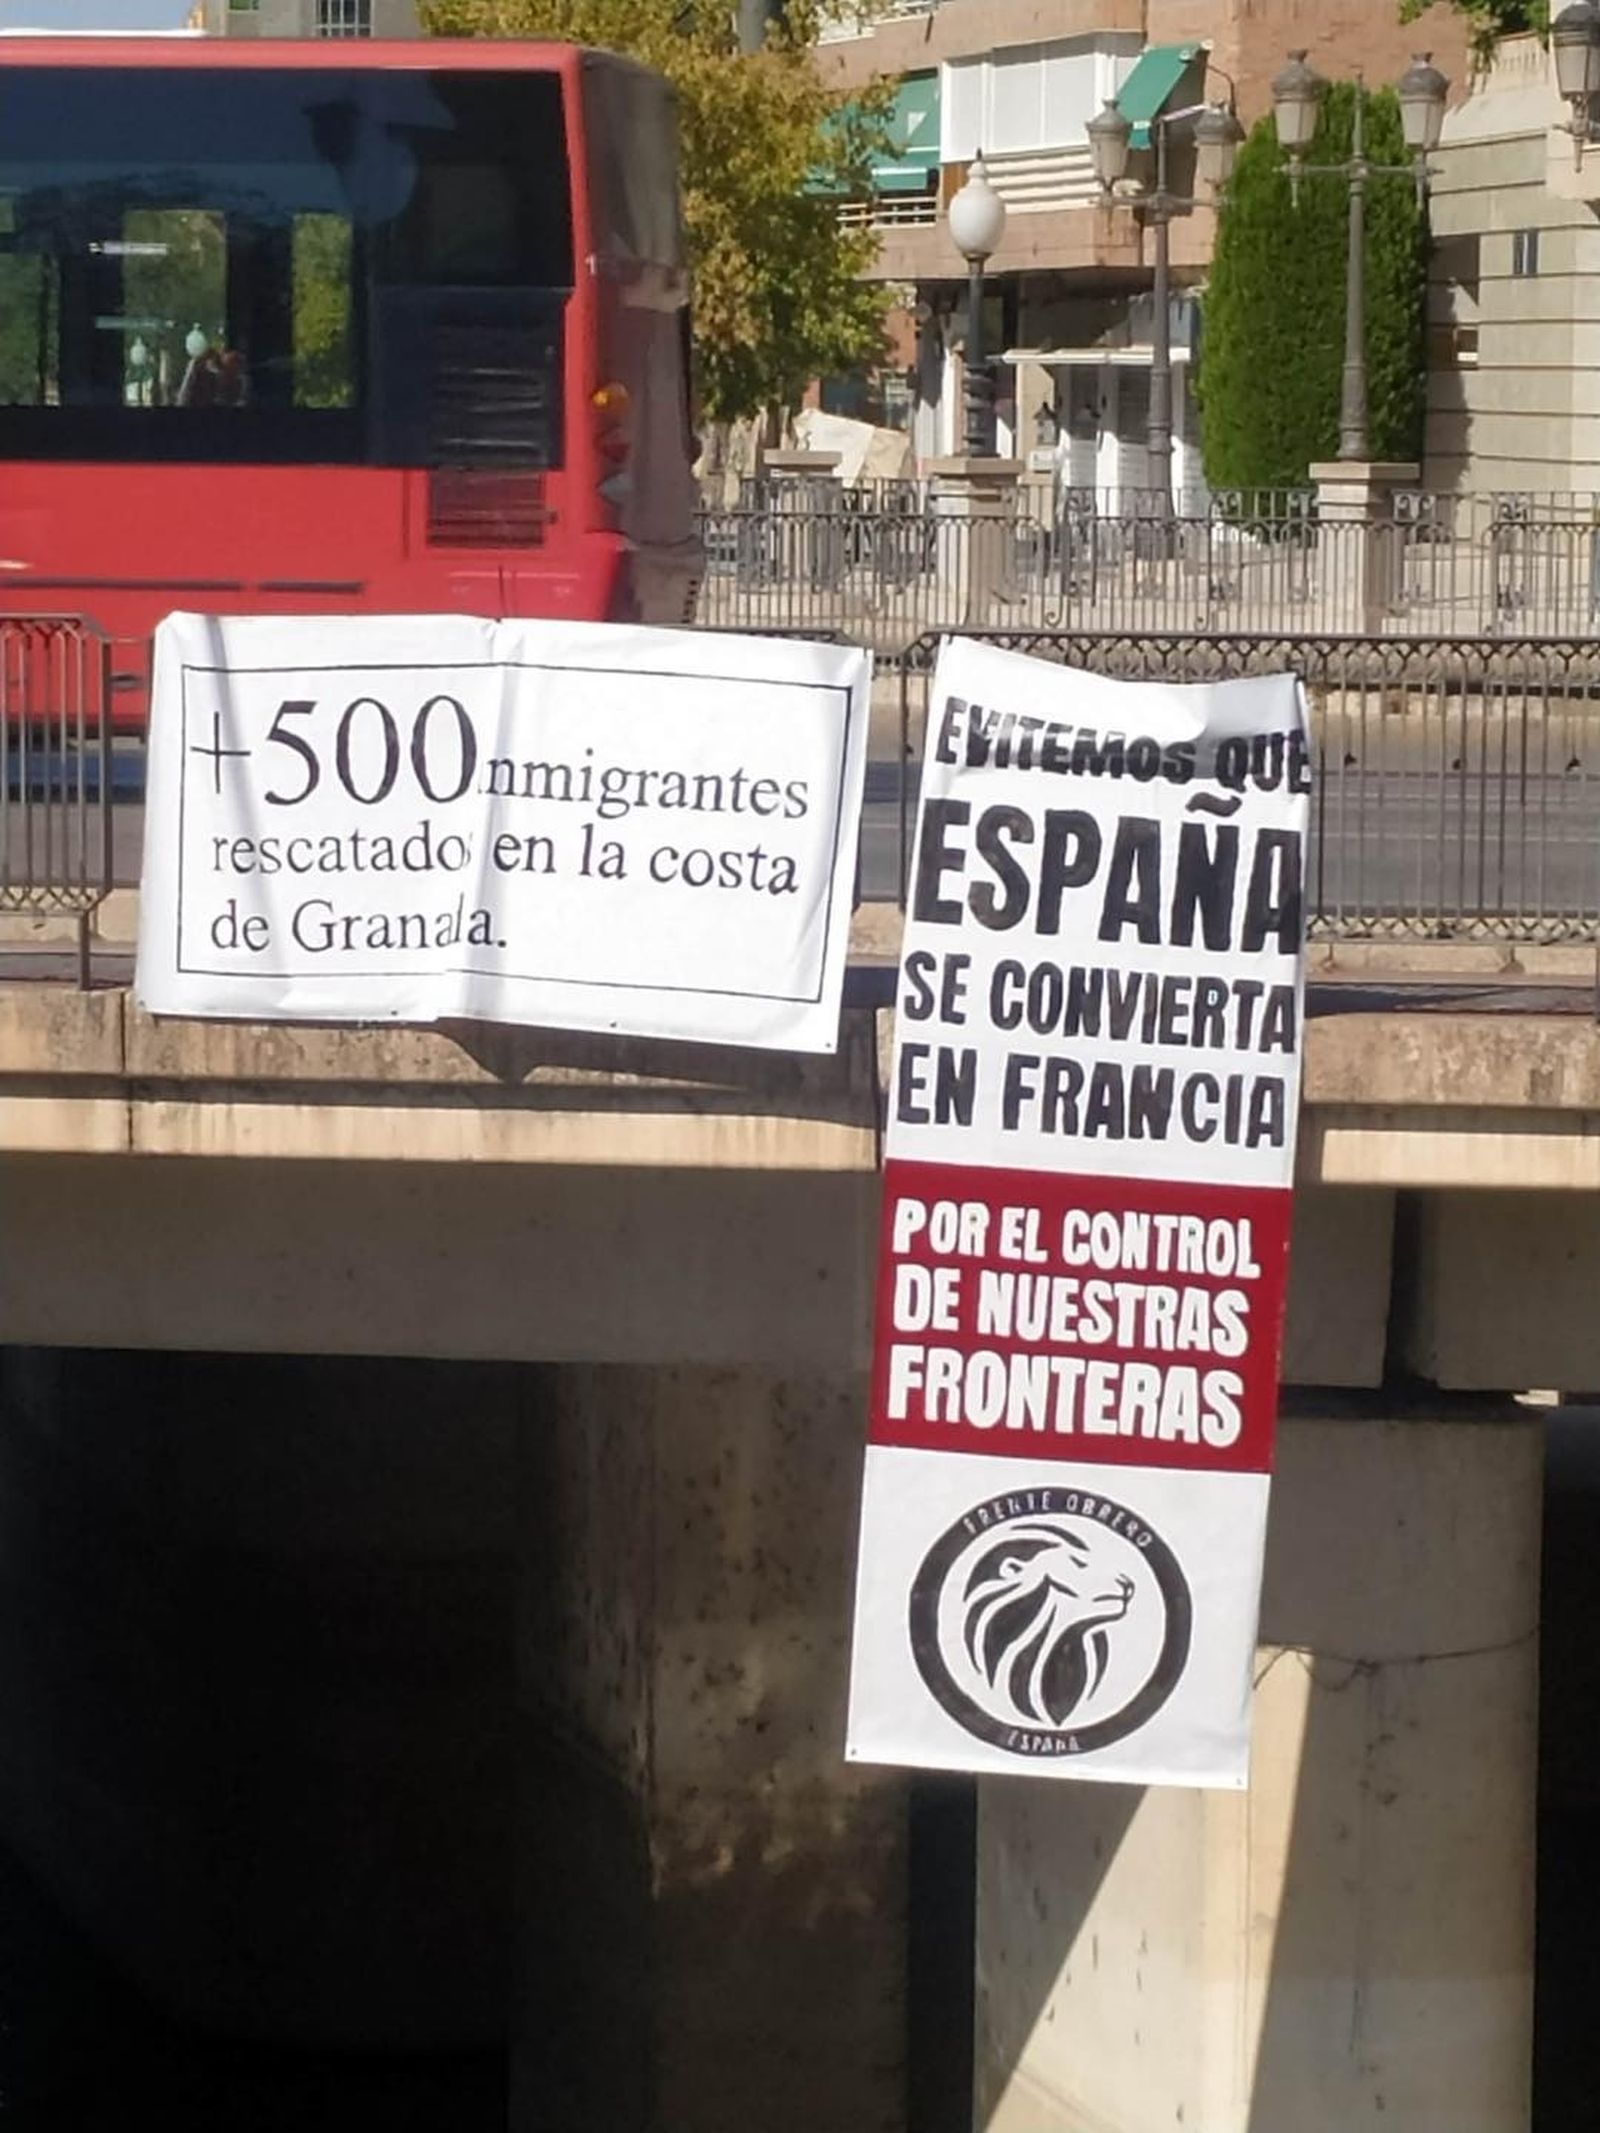 +500 inmigrantes
rescatados en la costa
de Granada.
EVITEMOS QUE
ESPAÑA
SE CONVIERTA
EN FRANCIA
POR EL CONTROL
DE NUESTRAS
FRONTERAS
FRENTE OBRERO
ESPAÑA